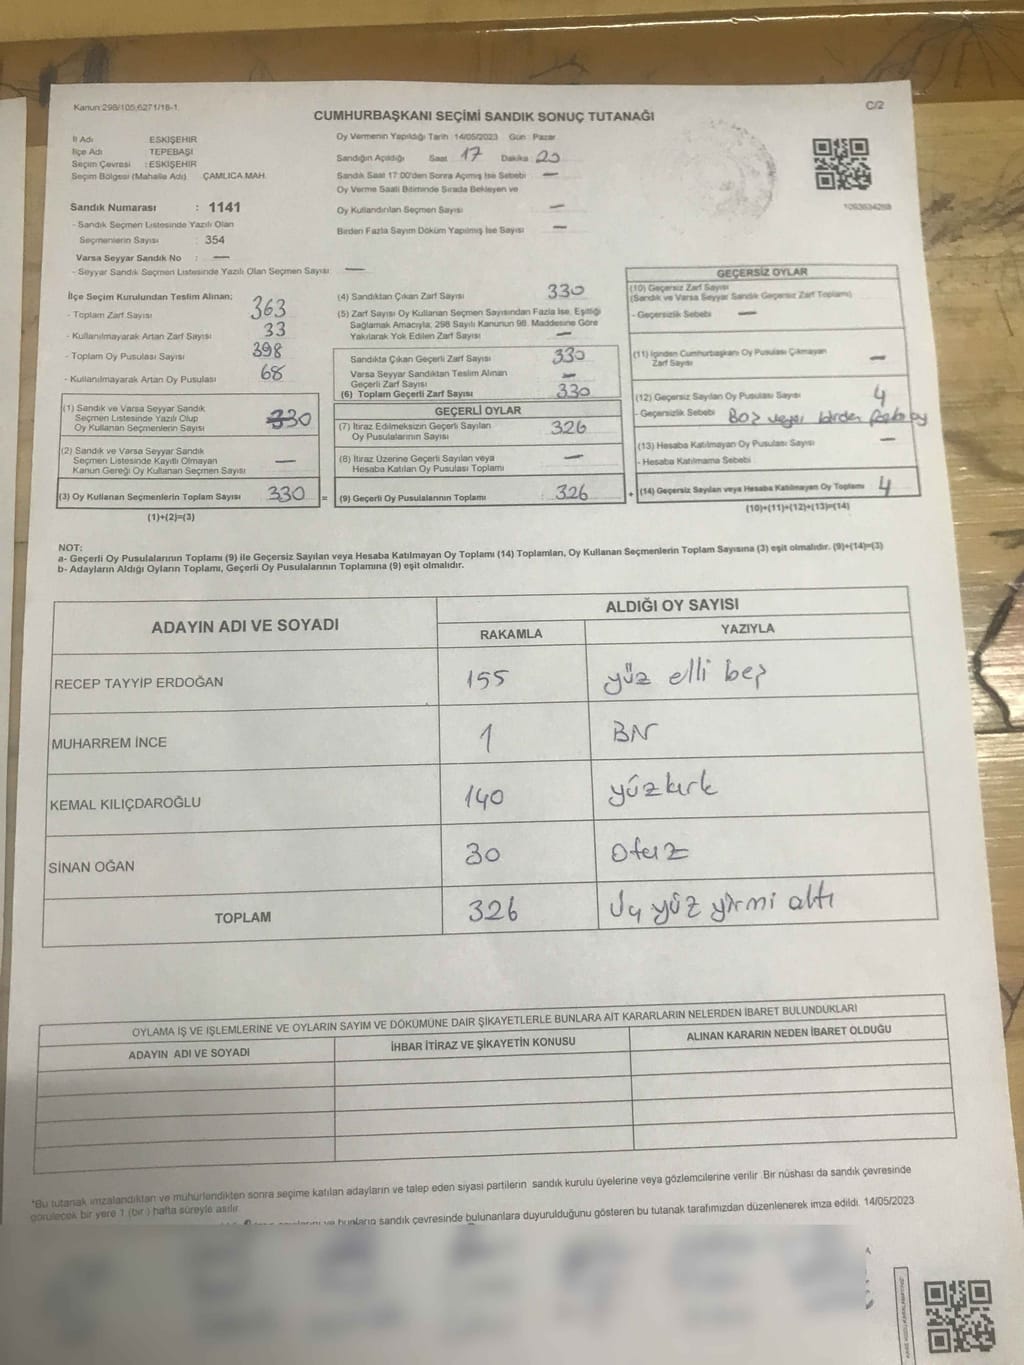 Kanun:298/105,6271/18-1
C/2
CUMHURBAŞKANI SEÇİMİ SANDIK SONUÇ TUTANAĞI
İl Adı ESKİŞEHİR
İlçe Adı TEPEBAŞI
Seçim Çevresi : ESKİŞEHİR
Seçim Bölgesi (Mahalle Adı) ÇAMLICA MAH.
Oy Vermenin Yapıldığı Tarih :14/05/2023 Gün : Pazar
Sandığın Açıldığı Saat 17 Dakika 20
Sandık Saat 17:00'den Sonra Açımış İse Sebebi —
Oy Verme Saati Bitiminde Sırada Bekleyen ve
Oy Kullandırılan Seçmen Sayısı —
Birden Fazla Sayım Döküm Yapılmış İse Sayısı —
Sandık Numarası : 1141
- Sandık Seçmen Listesinde Yazılı Olan
Seçmenlerin Sayısı : 354
Varsa Seyyar Sandık No : —
- Seyyar Sandık Seçmen Listesinde Yazılı Olan Seçmen Sayısı: —
İlçe Seçim Kurulundan Teslim Alınan;
- Toplam Zarf Sayısı 363
- Kullanılmayarak Artan Zarf Sayısı 33
- Toplam Oy Pusulası Sayısı 398
- Kullanılmayarak Artan Oy Pusulası 68
(1) Sandık ve Varsa Seyyar Sandık
Seçmen Listesinde Yazılı Olup
Oy Kullanan Seçmenlerin Sayısı 330
(2) Sandık ve Varsa Seyyar Sandık
Seçmen Listesinde Kayıtlı Olmayan
Kanun Gereği Oy Kullanan Seçmen Sayısı —
(3) Oy Kullanan Seçmenlerin Toplam Sayısı 330 =
(1)+(2)=(3)
(4) Sandıktan Çıkan Zarf Sayısı 330
(5) Zarf Sayısı Oy Kullanan Seçmen Sayısından Fazla İse, Eşitliği
Sağlamak Amacıyla, 298 Sayılı Kanunun 98. Maddesine Göre
Yakılarak Yok Edilen Zarf Sayısı —
Sandıkta Çıkan Geçerli Zarf Sayısı 330
Varsa Seyyar Sandıktan Teslim Alınan
Geçerli Zarf Sayısı —
(6) Toplam Geçerli Zarf Sayısı 330
GEÇERLİ OYLAR
(7) İtiraz Edilmeksizin Geçerli Sayılan
Oy Pusulalarının Sayısı 326
(8) İtiraz Üzerine Geçerli Sayılan veya
Hesaba Katılan Oy Pusulası Toplamı —
(9) Geçerli Oy Pusulalarının Toplamı 326 +
GEÇERSİZ OYLAR
(10) Geçersiz Zarf Sayısı
(Sandık ve Varsa Seyyar Sandık Geçersiz Zarf Toplamı)
- Geçersizlik Sebebi —
(11) İçinden Cumhurbaşkanı Oy Pusulası Çıkmayan
Zarf Sayısı —
(12) Geçersiz Sayılan Oy Pusulası Sayısı 4
- Geçersizlik Sebebi Boş veya birden fazla oy
(13) Hesaba Katılmayan Oy Pusulası Sayısı —
- Hesaba Katılmama Sebebi
(14) Geçersiz Sayılan veya Hesaba Katılmayan Oy Toplamı 4
(10)+(11)+(12)+(13)=(14)
NOT:
a- Geçerli Oy Pusulalarının Toplamı (9) ile Geçersiz Sayılan veya Hesaba Katılmayan Oy Toplamı (14) Toplamları, Oy Kullanan Seçmenlerin Toplam Sayısına (3) eşit olmalıdır. (9)+(14)=(3)
b- Adayların Aldığı Oyların Toplamı, Geçerli Oy Pusulalarının Toplamına (9) eşit olmalıdır.
ADAYIN ADI VE SOYADI ALDIĞI OY SAYISI
RAKAMLA YAZIYLA
RECEP TAYYİP ERDOĞAN 155 yüz elli beş
MUHARREM İNCE 1 BİR
KEMAL KILIÇDAROĞLU 140 yüzkırk
SİNAN OĞAN 30 Otuz
TOPLAM 326 Üç yüz yirmi altı
OYLAMA İŞ VE İŞLEMLERİNE VE OYLARIN SAYIM VE DÖKÜMÜNE DAİR ŞİKAYETLERLE BUNLARA AİT KARARLARIN NELERDEN İBARET BULUNDUKLARI
ADAYIN ADI VE SOYADI İHBAR İTİRAZ VE ŞİKAYETİN KONUSU ALINAN KARARIN NEDEN İBARET OLDUĞU
*Bu tutanak imzalandıktan ve mühürlendikten sonra seçime katılan adayların ve talep eden siyasi partilerin sandık kurulu üyelerine veya gözlemcilerine verilir. Bir nüshası da sandık çevresinde
görülecek bir yere 1 (bir) hafta süreyle asılır.
ve bunların sandık çevresinde bulunanlara duyurulduğunu gösteren bu tutanak tarafımızdan düzenlenerek imza edildi. 14/05/2023